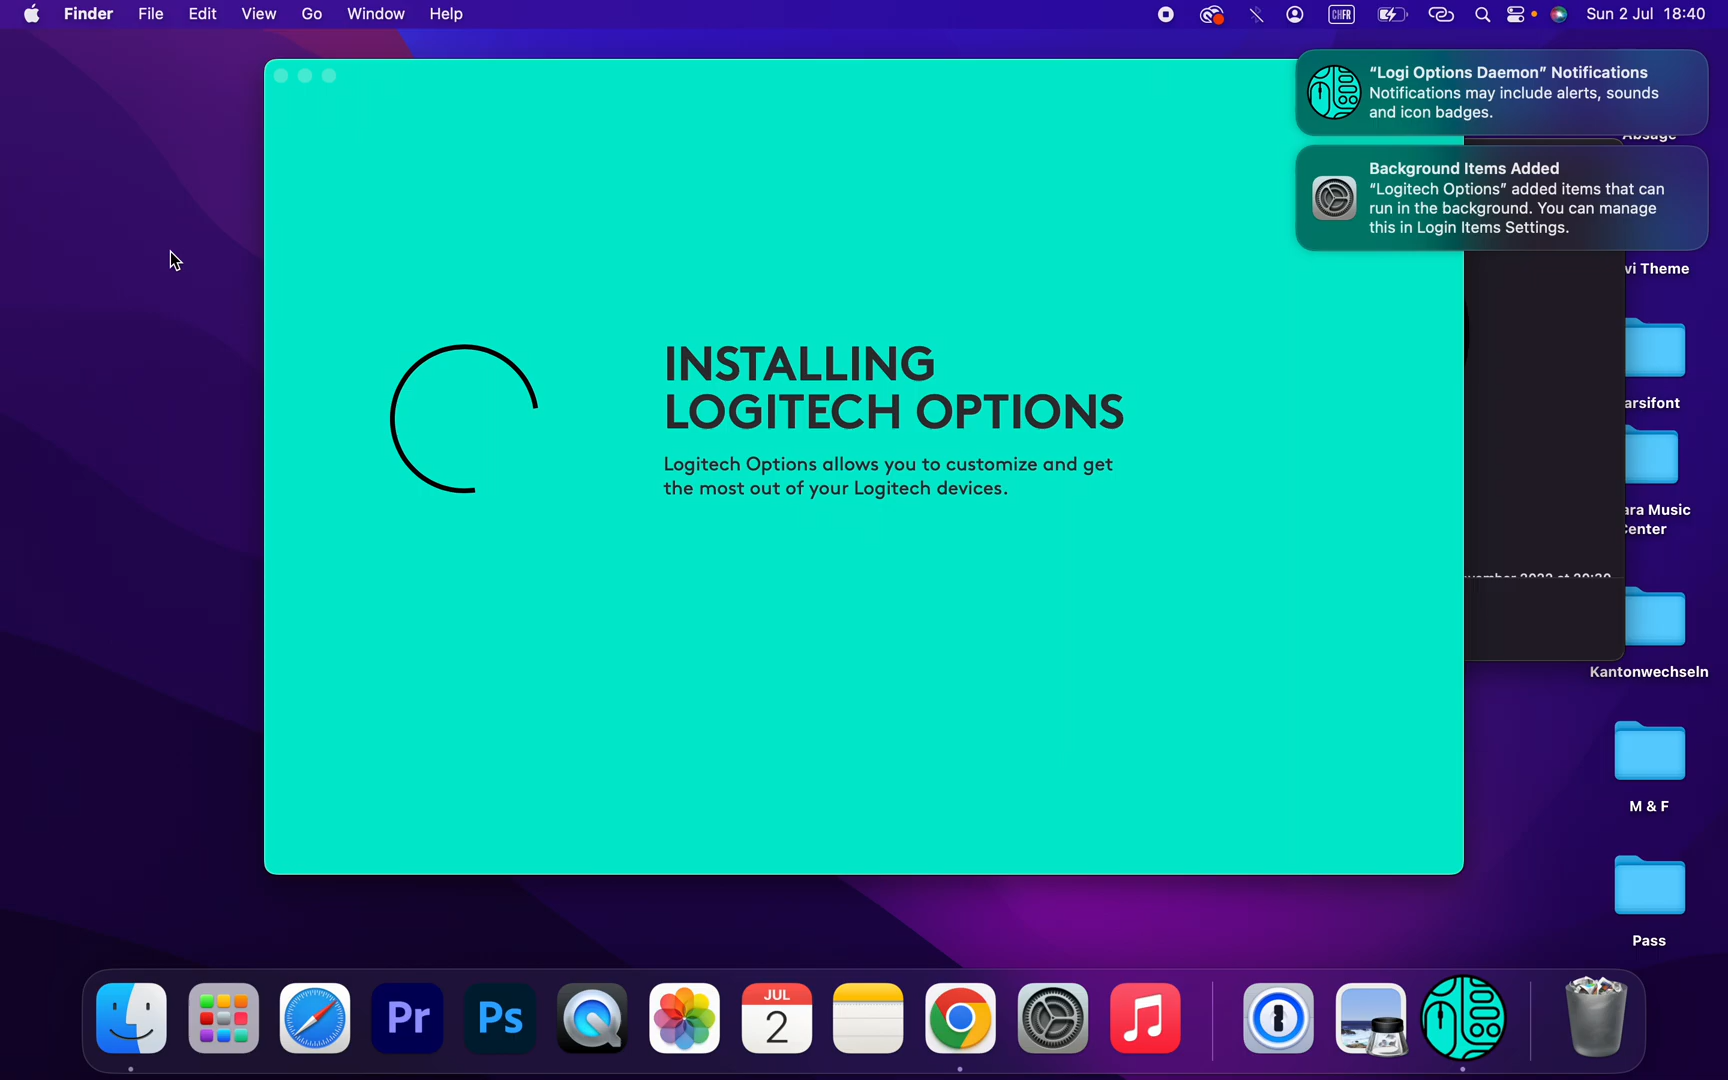 Finder File Edit View Go Window Help
CHFR
Sun 2 Jul 18:40
"Logi Options Daemon" Notifications
Notifications may include alerts, sounds
and icon badges.
Absage
Background Items Added
"Logitech Options" added items that can
run in the background. You can manage
this in Login Items Settings.
vi Theme
INSTALLING
LOGITECH OPTIONS
Logitech Options allows you to customize and get
the most out of your Logitech devices.
arsifont
ara Music
Center
Kantonwechseln
M & F
Pass
Pr
Ps
JUL
2